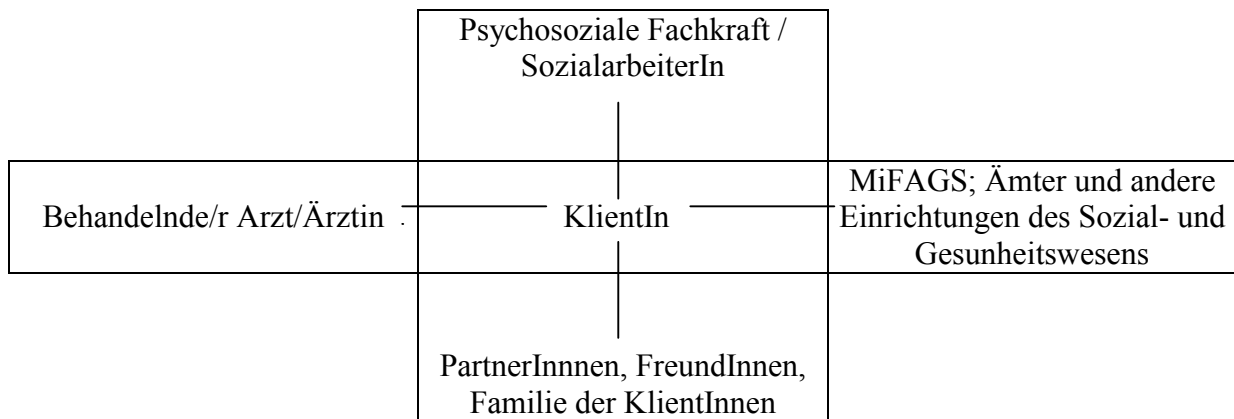 Psychosoziale Fachkraft /
SozialarbeiterIn
Behandelnde/r Arzt/Ärztin
KlientIn
MiFAGS; Ämter und andere
Einrichtungen des Sozial- und
Gesunheitswesens
PartnerInnnen, FreundInnen,
Familie der KlientInnen